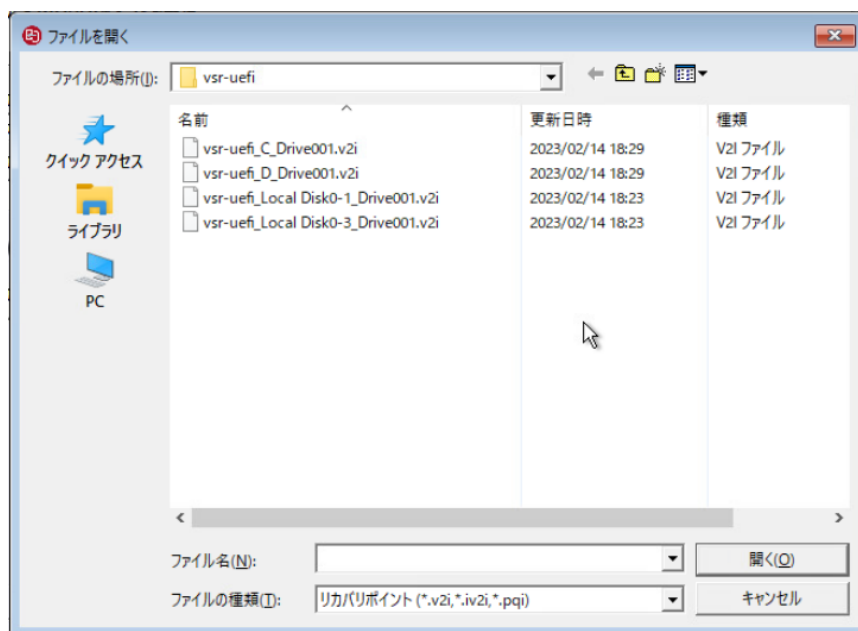 ファイルを開く
ファイルの場所(I):
vsr-uefi
名前
更新日時
種類
vsr-uefi_C_Drive001.v2i
2023/02/14 18:29
V2I ファイル
vsr-uefi_D_Drive001.v2i
2023/02/14 18:29
V2I ファイル
vsr-uefi_Local Disk0-1_Drive001.v2i
2023/02/14 18:23
V2I ファイル
vsr-uefi_Local Disk0-3_Drive001.v2i
2023/02/14 18:23
V2I ファイル
クイック アクセス
ライブラリ
PC
ファイル名(N):
開く(O)
ファイルの種類(T):
リカバリポイント (*.v2i,*.iv2i,*.pqi)
キャンセル